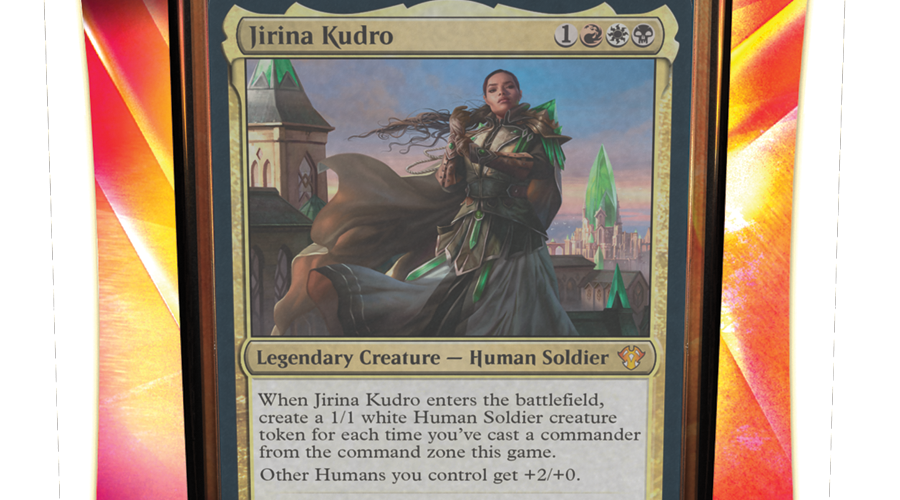 Jirina Kudro 1
Legendary Creature — Human Soldier
When Jirina Kudro enters the battlefield,
create a 1/1 white Human Soldier creature
token for each time you've cast a commander
from the command zone this game.
Other Humans you control get +2/+0.